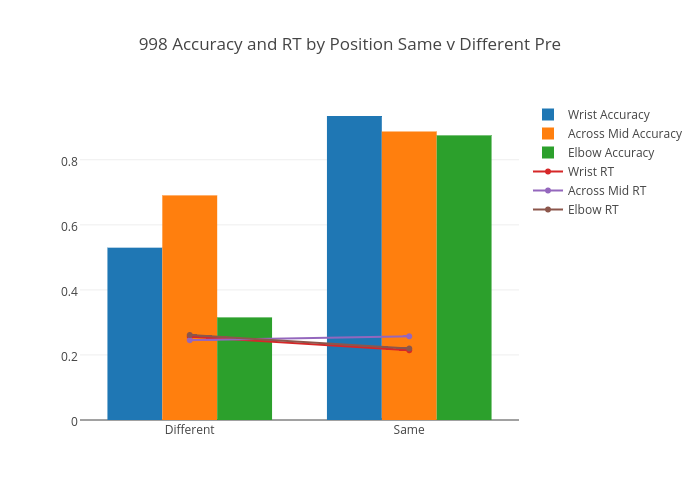 998 Accuracy and RT by Position Same v Different Pre
Wrist Accuracy
Across Mid Accuracy
Elbow Accuracy
Wrist RT
Across Mid RT
Elbow RT
0.8
0.6
0.4
0.2
0
Different
Same